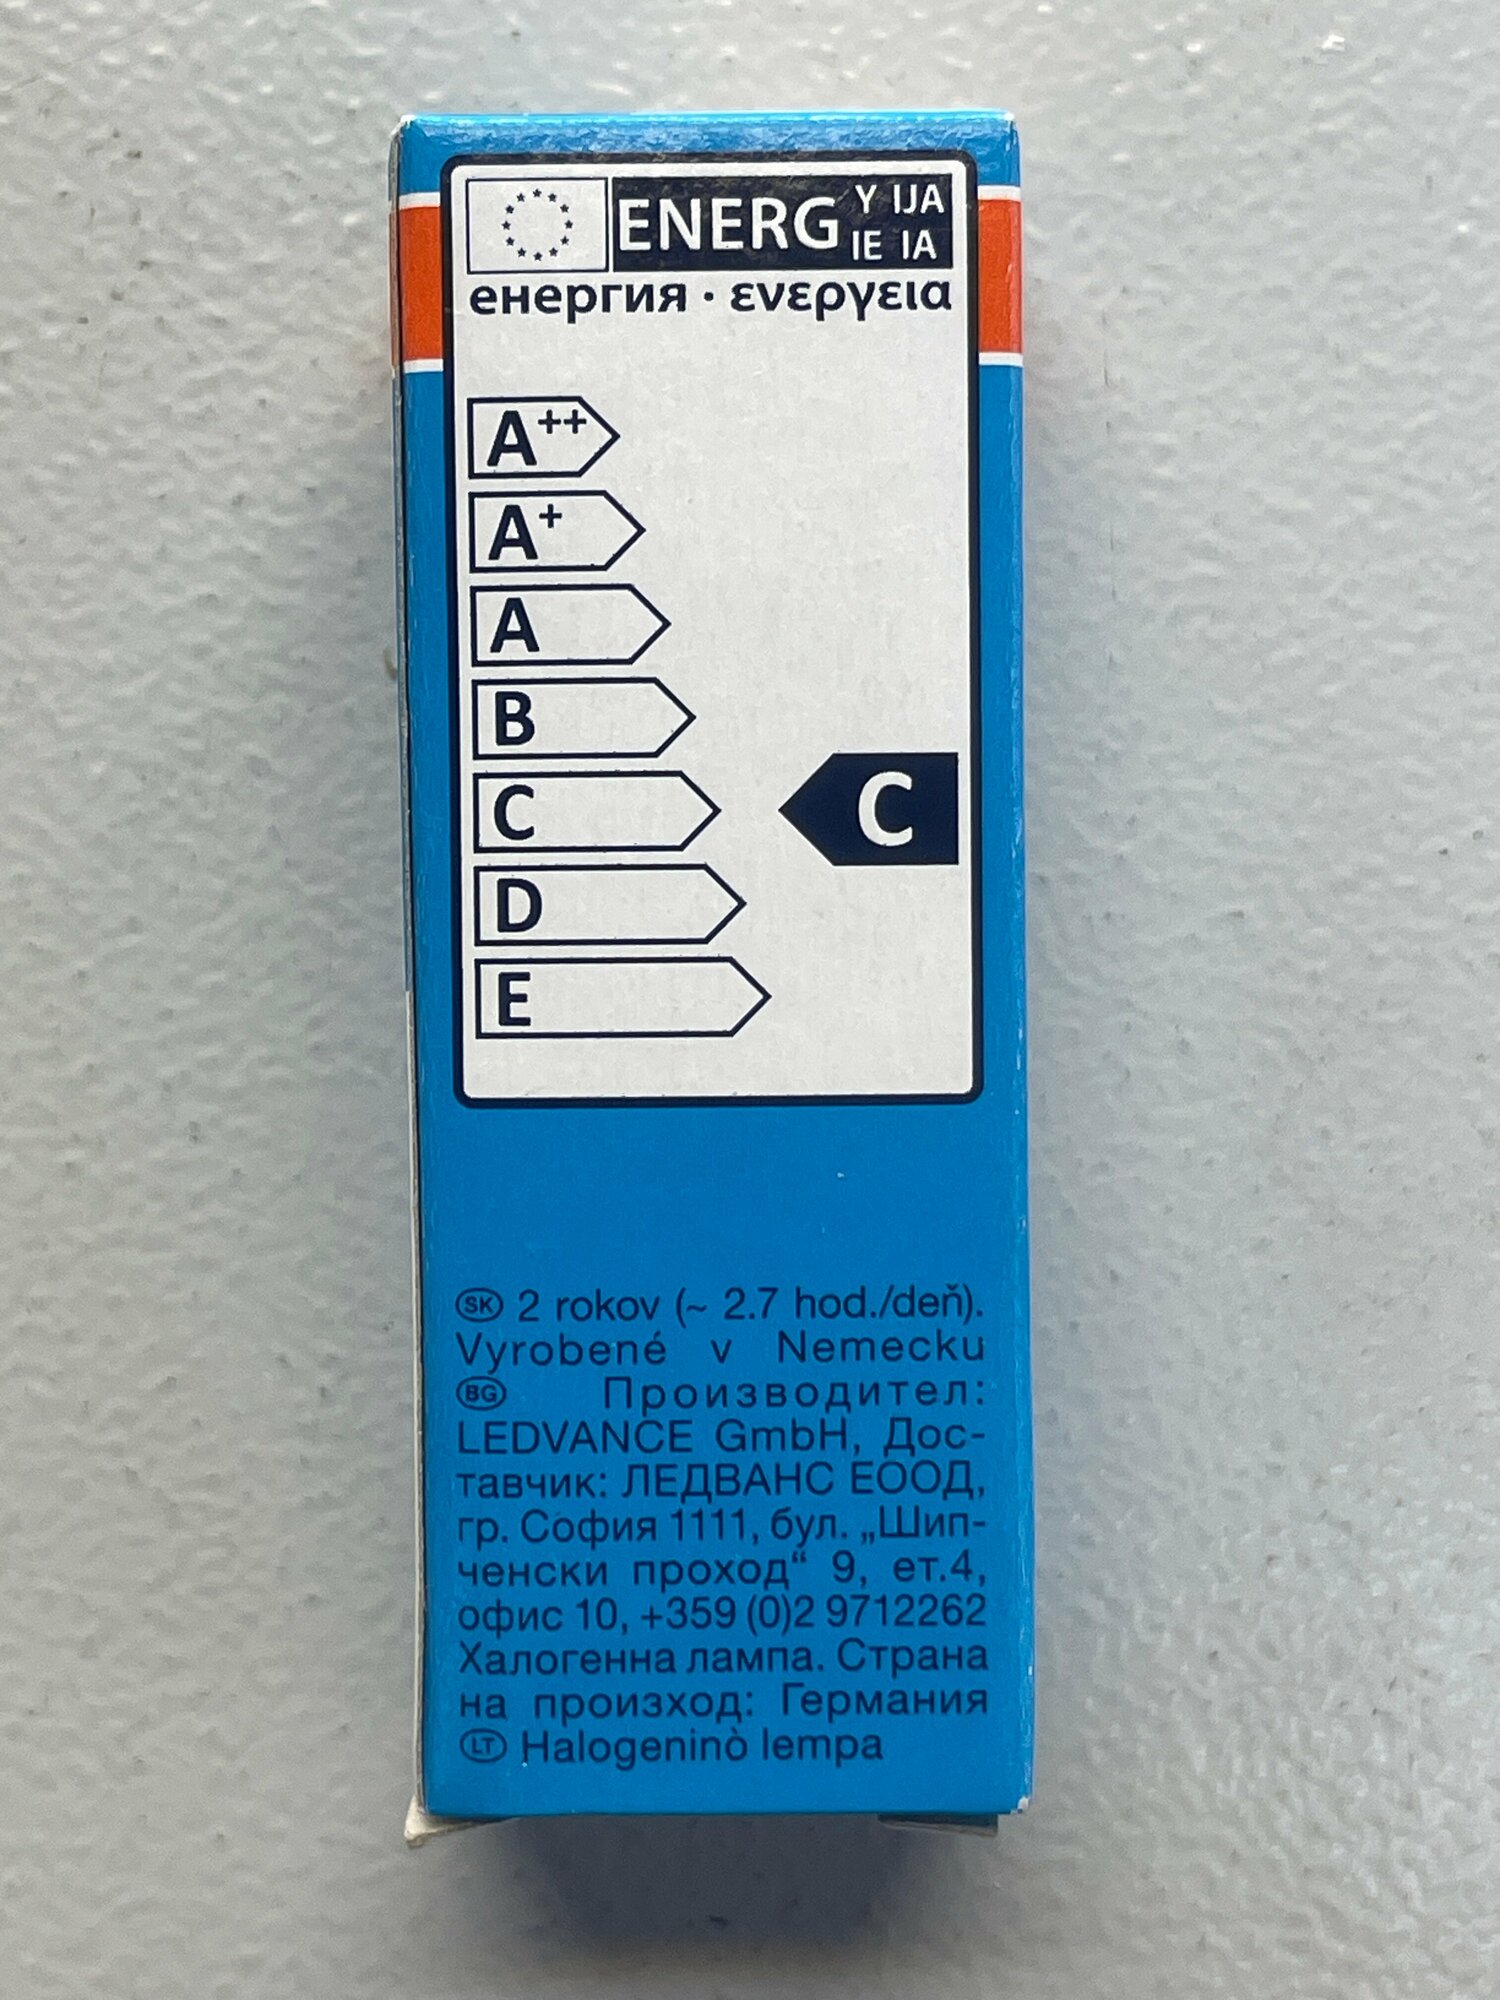 ENERG Y IJA
IE IA
енергия · ενεργεια
A++
A+
A
B
C
C
D
E
SK 2 rokov (~ 2.7 hod./deň).
Vyrobené v Nemecku
BG Производител:
LEDVANCE GmbH, Дос-
тавчик: ЛЕДВАНС ЕООД,
гр. София 1111, бул. „Шип-
ченски проход“ 9, ет.4,
офис 10, +359 (0)2 9712262
Халогенна лампа. Страна
на произход: Германия
LT Halogeninò lempa